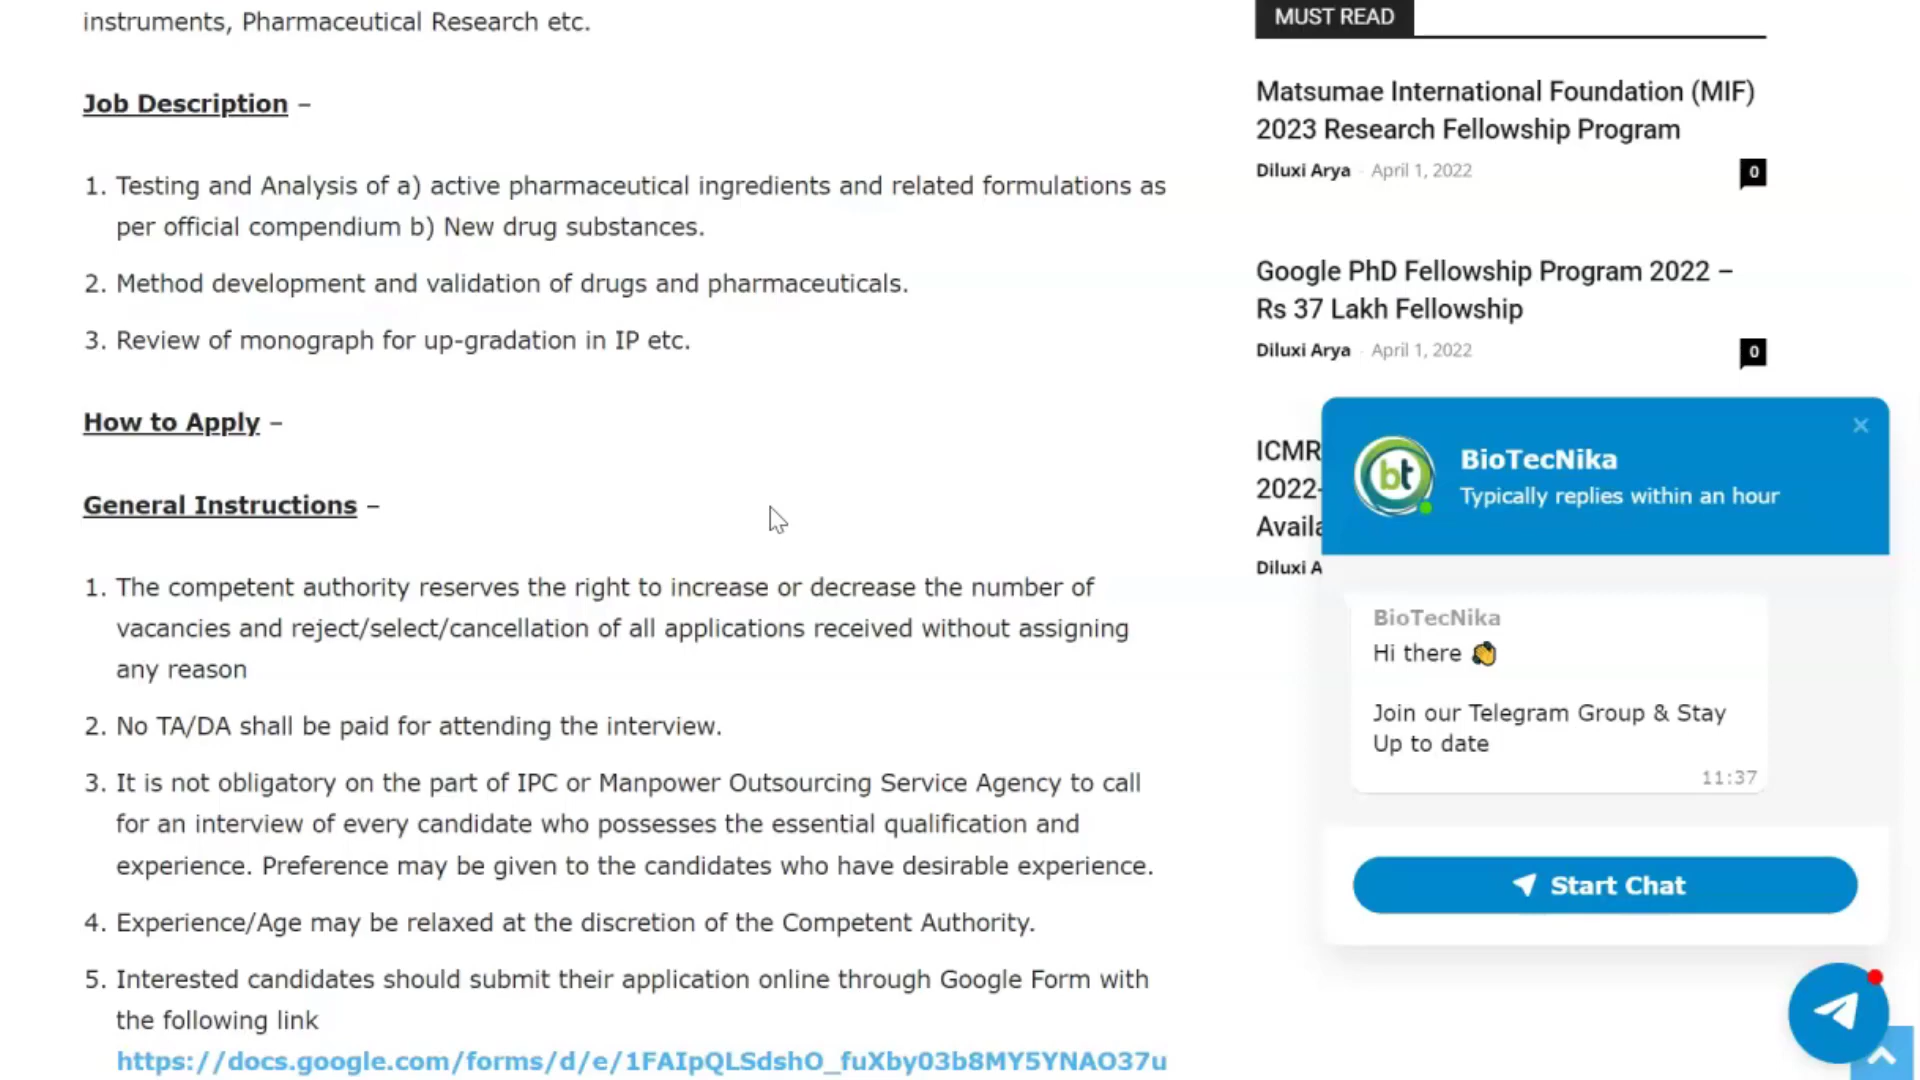 instruments, Pharmaceutical Research etc.
Job Description –
1. Testing and Analysis of a) active pharmaceutical ingredients and related formulations as
per official compendium b) New drug substances.
2. Method development and validation of drugs and pharmaceuticals.
3. Review of monograph for up-gradation in IP etc.
How to Apply –
General Instructions –
1. The competent authority reserves the right to increase or decrease the number of
vacancies and reject/select/cancellation of all applications received without assigning
any reason
2. No TA/DA shall be paid for attending the interview.
3. It is not obligatory on the part of IPC or Manpower Outsourcing Service Agency to call
for an interview of every candidate who possesses the essential qualification and
experience. Preference may be given to the candidates who have desirable experience.
4. Experience/Age may be relaxed at the discretion of the Competent Authority.
5. Interested candidates should submit their application online through Google Form with
the following link
https://docs.google.com/forms/d/e/1FAIpQLSdshO_fuXby03b8MY5YNAO37u
MUST READ
Matsumae International Foundation (MIF)
2023 Research Fellowship Program
Diluxi Arya - April 1, 2022
0
Google PhD Fellowship Program 2022 –
Rs 37 Lakh Fellowship
Diluxi Arya - April 1, 2022
0
ICMR
2022-
Availa
Diluxi A
bt
BioTecNika
Typically replies within an hour
BioTecNika
Hi there 👋
Join our Telegram Group & Stay
Up to date
11:37
Start Chat